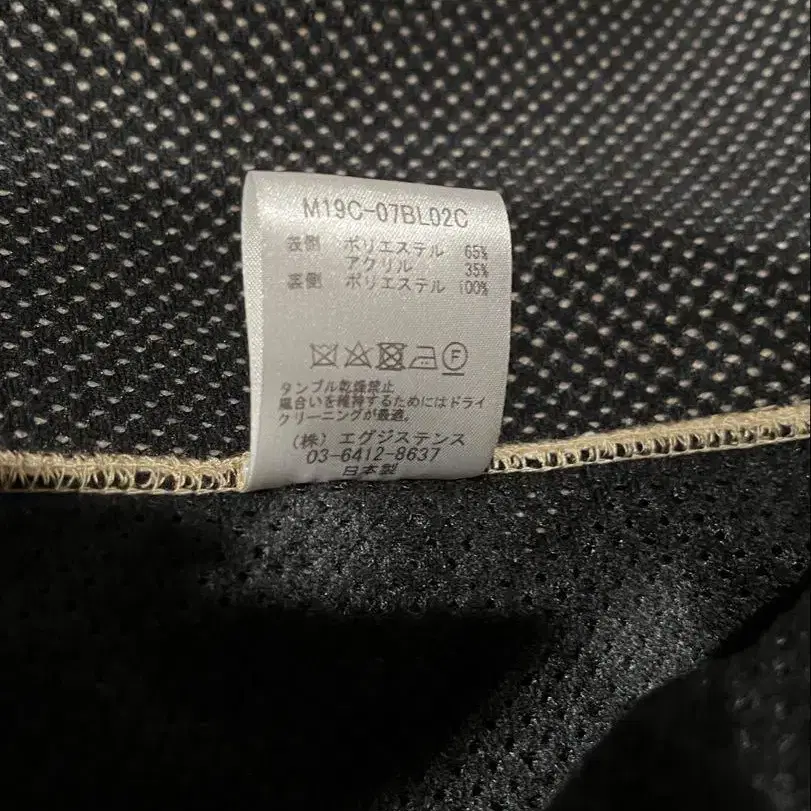 M19C-07BL02C
表側 ポリエステル 65%
アクリル 35%
裏側 ポリエステル 100%
F
タンブル乾燥禁止
風合いを維持するためにはドライ
クリーニングが最適。
(株) エグジステンス
03-6412-8637
日本製